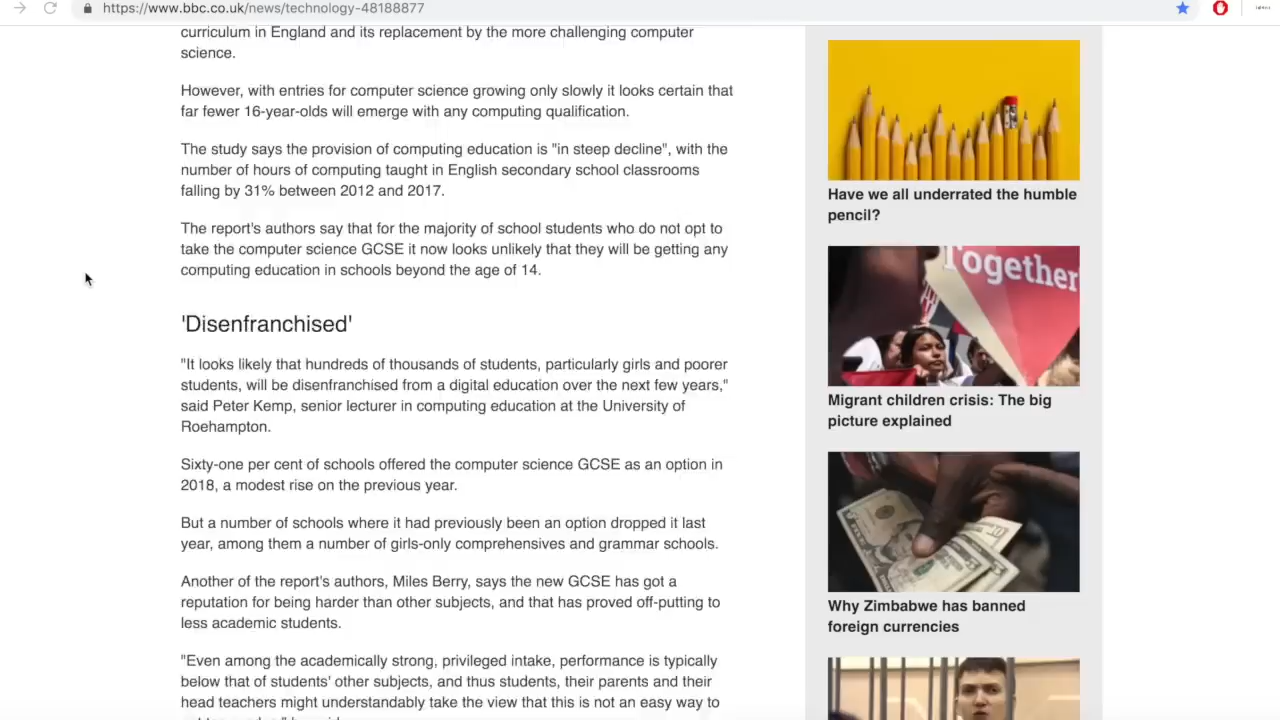 https://www.bbc.co.uk/news/technology-48188877
curriculum in England and its replacement by the more challenging computer
science.
However, with entries for computer science growing only slowly it looks certain that
far fewer 16-year-olds will emerge with any computing qualification.
The study says the provision of computing education is "in steep decline", with the
number of hours of computing taught in English secondary school classrooms
falling by 31% between 2012 and 2017.
The report's authors say that for the majority of school students who do not opt to
take the computer science GCSE it now looks unlikely that they will be getting any
computing education in schools beyond the age of 14.
'Disenfranchised'
"It looks likely that hundreds of thousands of students, particularly girls and poorer
students, will be disenfranchised from a digital education over the next few years,"
said Peter Kemp, senior lecturer in computing education at the University of
Roehampton.
Sixty-one per cent of schools offered the computer science GCSE as an option in
2018, a modest rise on the previous year.
But a number of schools where it had previously been an option dropped it last
year, among them a number of girls-only comprehensives and grammar schools.
Another of the report's authors, Miles Berry, says the new GCSE has got a
reputation for being harder than other subjects, and that has proved off-putting to
less academic students.
"Even among the academically strong, privileged intake, performance is typically
below that of students' other subjects, and thus students, their parents and their
head teachers might understandably take the view that this is not an easy way to
Have we all underrated the humble
pencil?
Together
Migrant children crisis: The big
picture explained
Why Zimbabwe has banned
foreign currencies